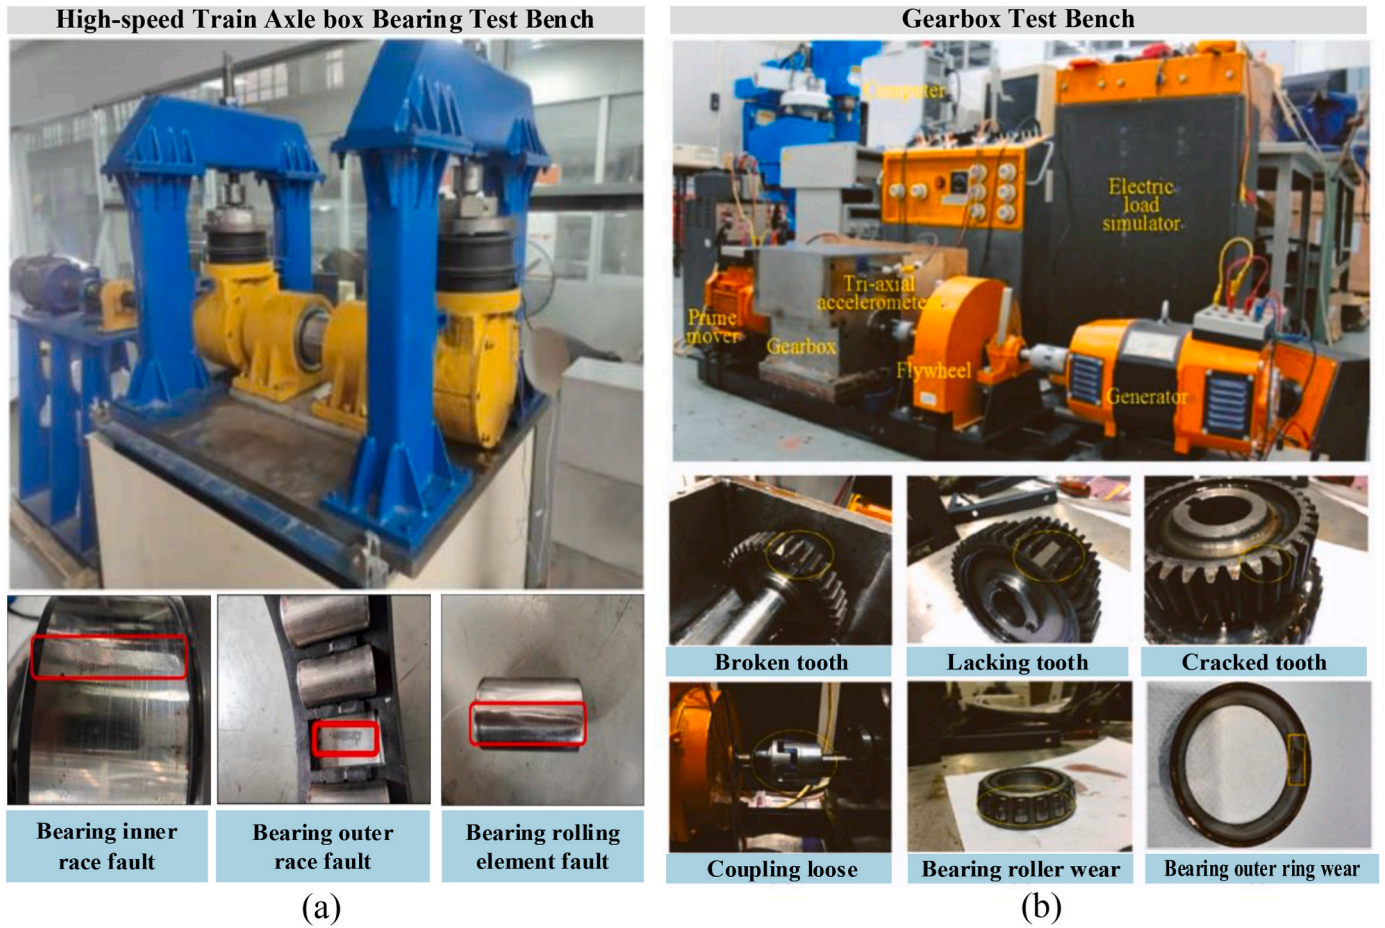 High-speed Train Axle box Bearing Test Bench
Gearbox Test Bench
Computer
Electric
load
simulator
Tri-axial
accelerometer
Prime
mover
Gearbox
Flywheel
Generator
Broken tooth
Lacking tooth
Cracked tooth
Bearing inner
race fault
Bearing outer
race fault
Bearing rolling
element fault
Coupling loose
Bearing roller wear
Bearing outer ring wear
(a)
(b)